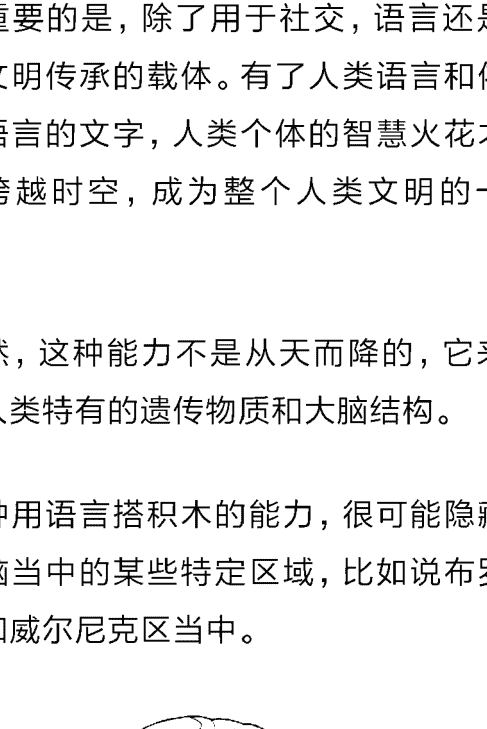 重要的是，除了用于社交，语言还是
文明传承的载体。有了人类语言和
语言的文字，人类个体的智慧火花
跨越时空，成为整个人类文明的一
然，这种能力不是从天而降的，它来
人类特有的遗传物质和大脑结构。
种用语言搭积木的能力，很可能隐藏
脑当中的某些特定区域，比如说布罗
和威尔尼克区当中。